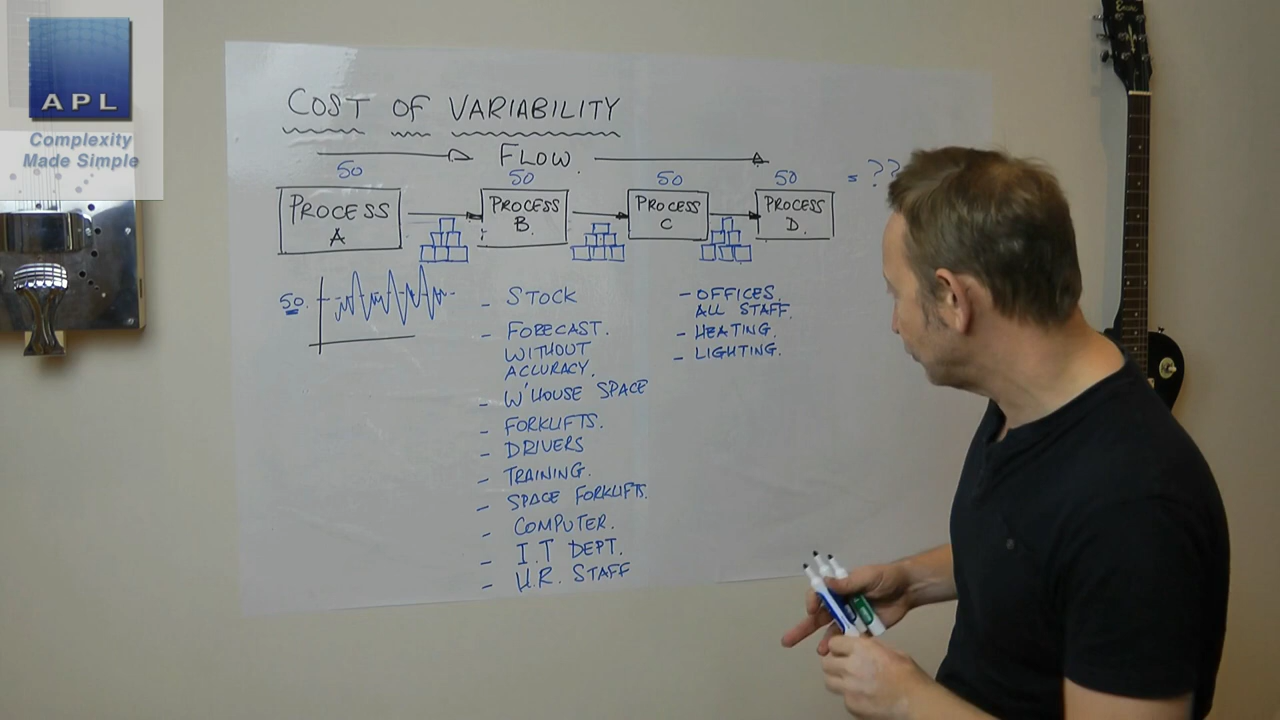 APL
Complexity
Made Simple
COST OF VARIABILITY
FLOW.
50 50 50 50 = ??
PROCESS
A
PROCESS
B.
PROCESS
C
PROCESS
D.
50.
- STOCK
- FORECAST.
WITHOUT
ACCURACY.
- W'HOUSE SPACE
- FORKLIFTS.
- DRIVERS
- TRAINING.
- SPACE FORKLIFTS.
- COMPUTER.
- I.T DEPT.
- H.R. STAFF
- OFFICES.
ALL STAFF.
- HEATING.
- LIGHTING.